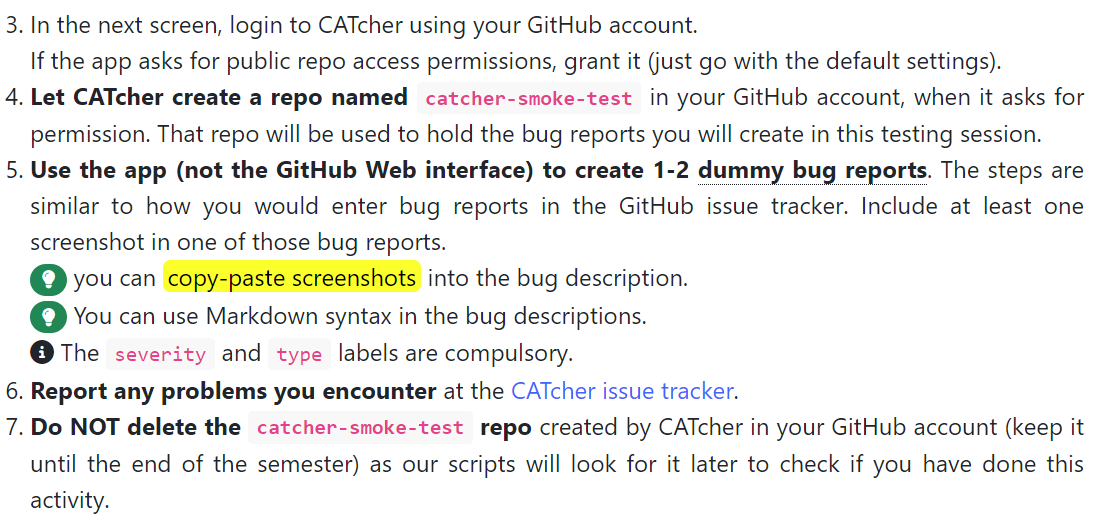 3. In the next screen, login to CATcher using your GitHub account.
If the app asks for public repo access permissions, grant it (just go with the default settings).
4. Let CATcher create a repo named catcher-smoke-test in your GitHub account, when it asks for
permission. That repo will be used to hold the bug reports you will create in this testing session.
5. Use the app (not the GitHub Web interface) to create 1-2 dummy bug reports. The steps are
similar to how you would enter bug reports in the GitHub issue tracker. Include at least one
screenshot in one of those bug reports.
you can copy-paste screenshots into the bug description.
You can use Markdown syntax in the bug descriptions.
The severity and type labels are compulsory.
6. Report any problems you encounter at the CATcher issue tracker.
7. Do NOT delete the catcher-smoke-test repo created by CATcher in your GitHub account (keep it
until the end of the semester) as our scripts will look for it later to check if you have done this
activity.